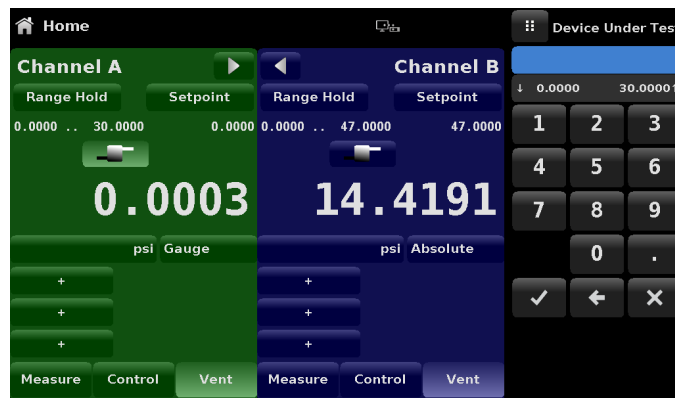 Home
Device Under Tes
Channel A
Channel B
Range Hold Setpoint
Range Hold Setpoint
0.0000 .. 30.0000 0.0000
0.0000 .. 47.0000 47.0000
0.0003
14.4191
psi Gauge
psi Absolute
+
+
+
+
+
+
Measure Control Vent
Measure Control Vent
↓ 0.0000 30.0000↑
1 2 3
4 5 6
7 8 9
0 .